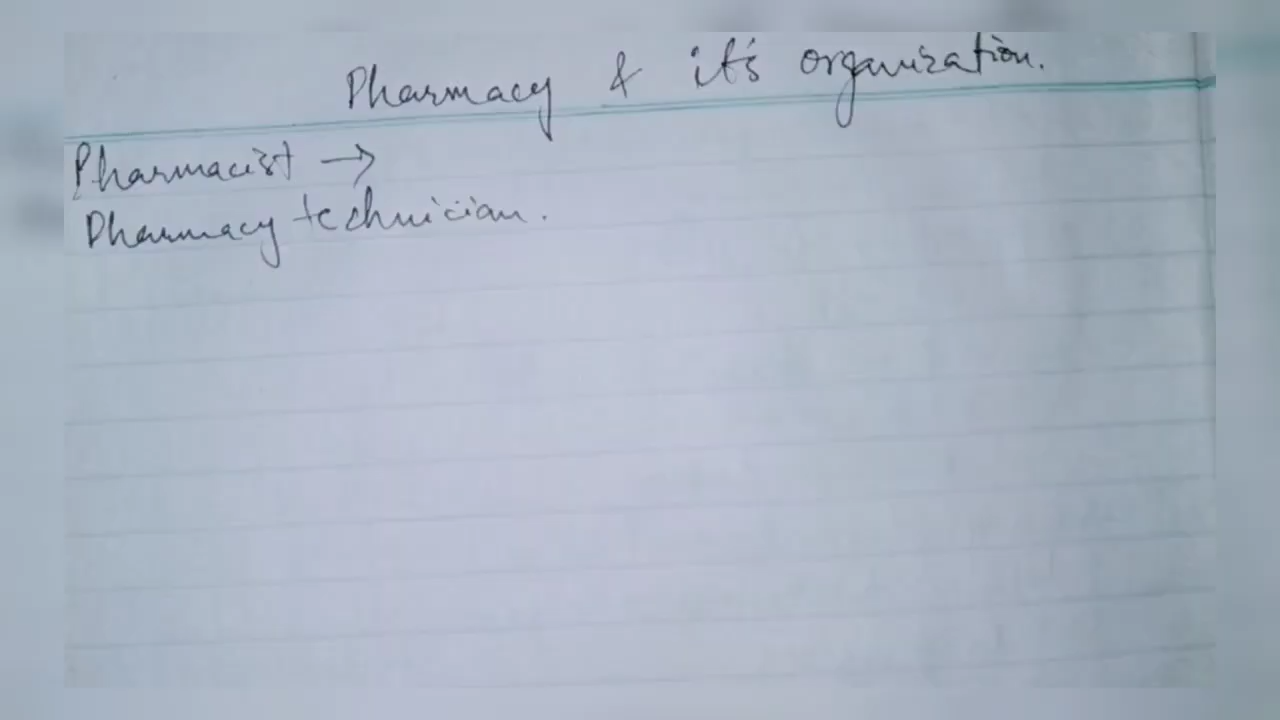 Pharmacy & it's organization.
Pharmacist →
Pharmacy technician.